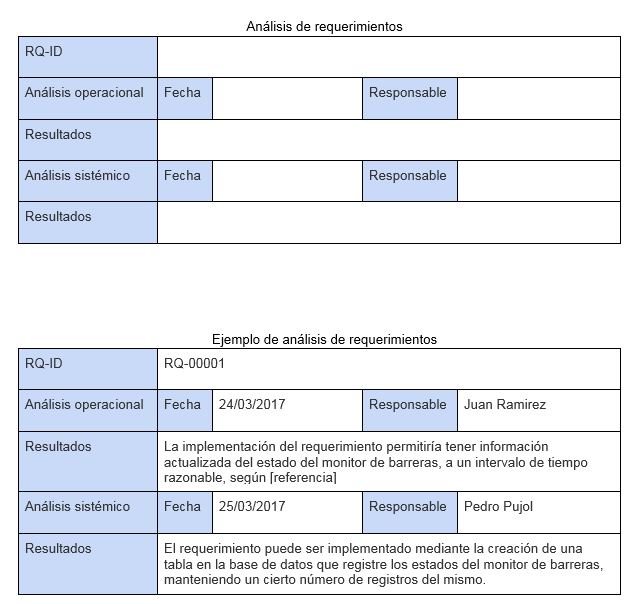 Análisis de requerimientos
RQ-ID
Análisis operacional Fecha Responsable
Resultados
Análisis sistémico Fecha Responsable
Resultados
Ejemplo de análisis de requerimientos
RQ-ID RQ-00001
Análisis operacional Fecha 24/03/2017 Responsable Juan Ramirez
Resultados La implementación del requerimiento permitiría tener información
actualizada del estado del monitor de barreras, a un intervalo de tiempo
razonable, según [referencia]
Análisis sistémico Fecha 25/03/2017 Responsable Pedro Pujol
Resultados El requerimiento puede ser implementado mediante la creación de una
tabla en la base de datos que registre los estados del monitor de barreras,
manteniendo un cierto número de registros del mismo.